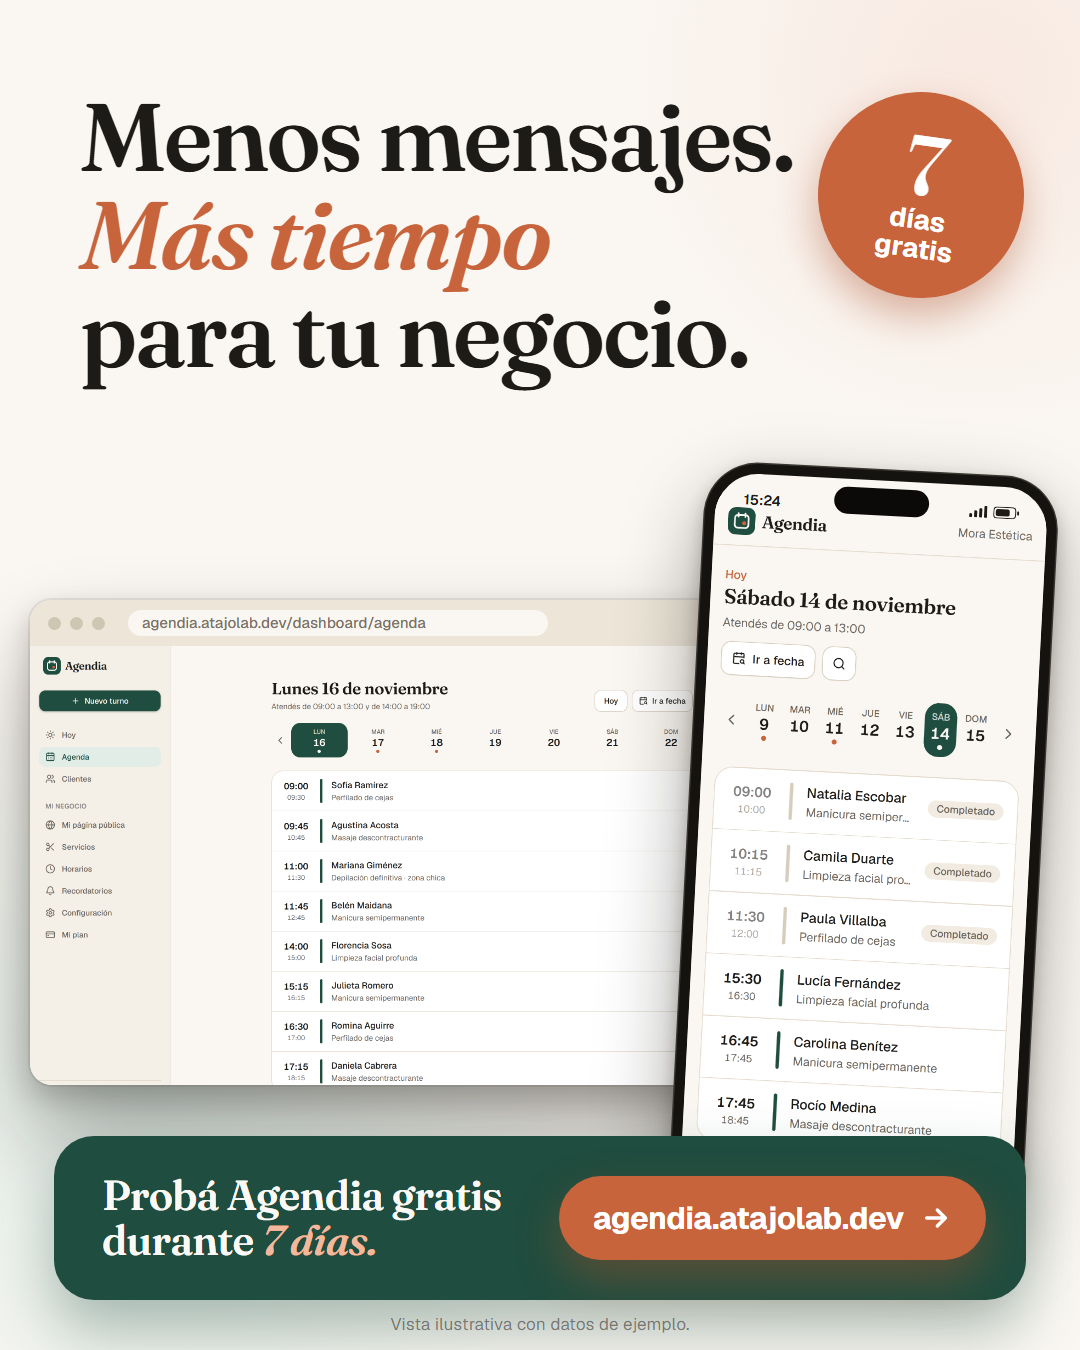 Menos mensajes.
Más tiempo
para tu negocio.
7
días
gratis
agendia.atajolab.dev/dashboard/agenda
Agendia
+ Nuevo turno
Hoy
Agenda
Clientes
MI NEGOCIO
Mi página pública
Servicios
Horarios
Recordatorios
Configuración
Mi plan
Lunes 16 de noviembre
Atendés de 09:00 a 13:00 y de 14:00 a 19:00
Hoy
Ir a fecha
LUN MAR MIÉ JUE VIE SÁB DOM
16 17 18 19 20 21 22
09:00 Sofía Ramírez
09:30 Perfilado de cejas
09:45 Agustina Acosta
10:45 Masaje descontracturante
11:00 Mariana Giménez
11:30 Depilación definitiva · zona chica
11:45 Belén Maidana
12:45 Manicura semipermanente
14:00 Florencia Sosa
15:00 Limpieza facial profunda
15:15 Julieta Romero
16:15 Manicura semipermanente
16:30 Romina Aguirre
17:00 Perfilado de cejas
17:15 Daniela Cabrera
18:15 Masaje descontracturante
15:24
Agendia
Mora Estética
Hoy
Sábado 14 de noviembre
Atendés de 09:00 a 13:00
Ir a fecha
LUN MAR MIÉ JUE VIE SÁB DOM
9 10 11 12 13 14 15
09:00 Natalia Escobar Completado
10:00 Manicura semiper...
10:15 Camila Duarte Completado
11:15 Limpieza facial pro...
11:30 Paula Villalba Completado
12:00 Perfilado de cejas
15:30 Lucía Fernández
16:30 Limpieza facial profunda
16:45 Carolina Benítez
17:45 Manicura semipermanente
17:45 Rocío Medina
18:45 Masaje descontracturante
Probá Agendia gratis
durante 7 días.
agendia.atajolab.dev →
Vista ilustrativa con datos de ejemplo.